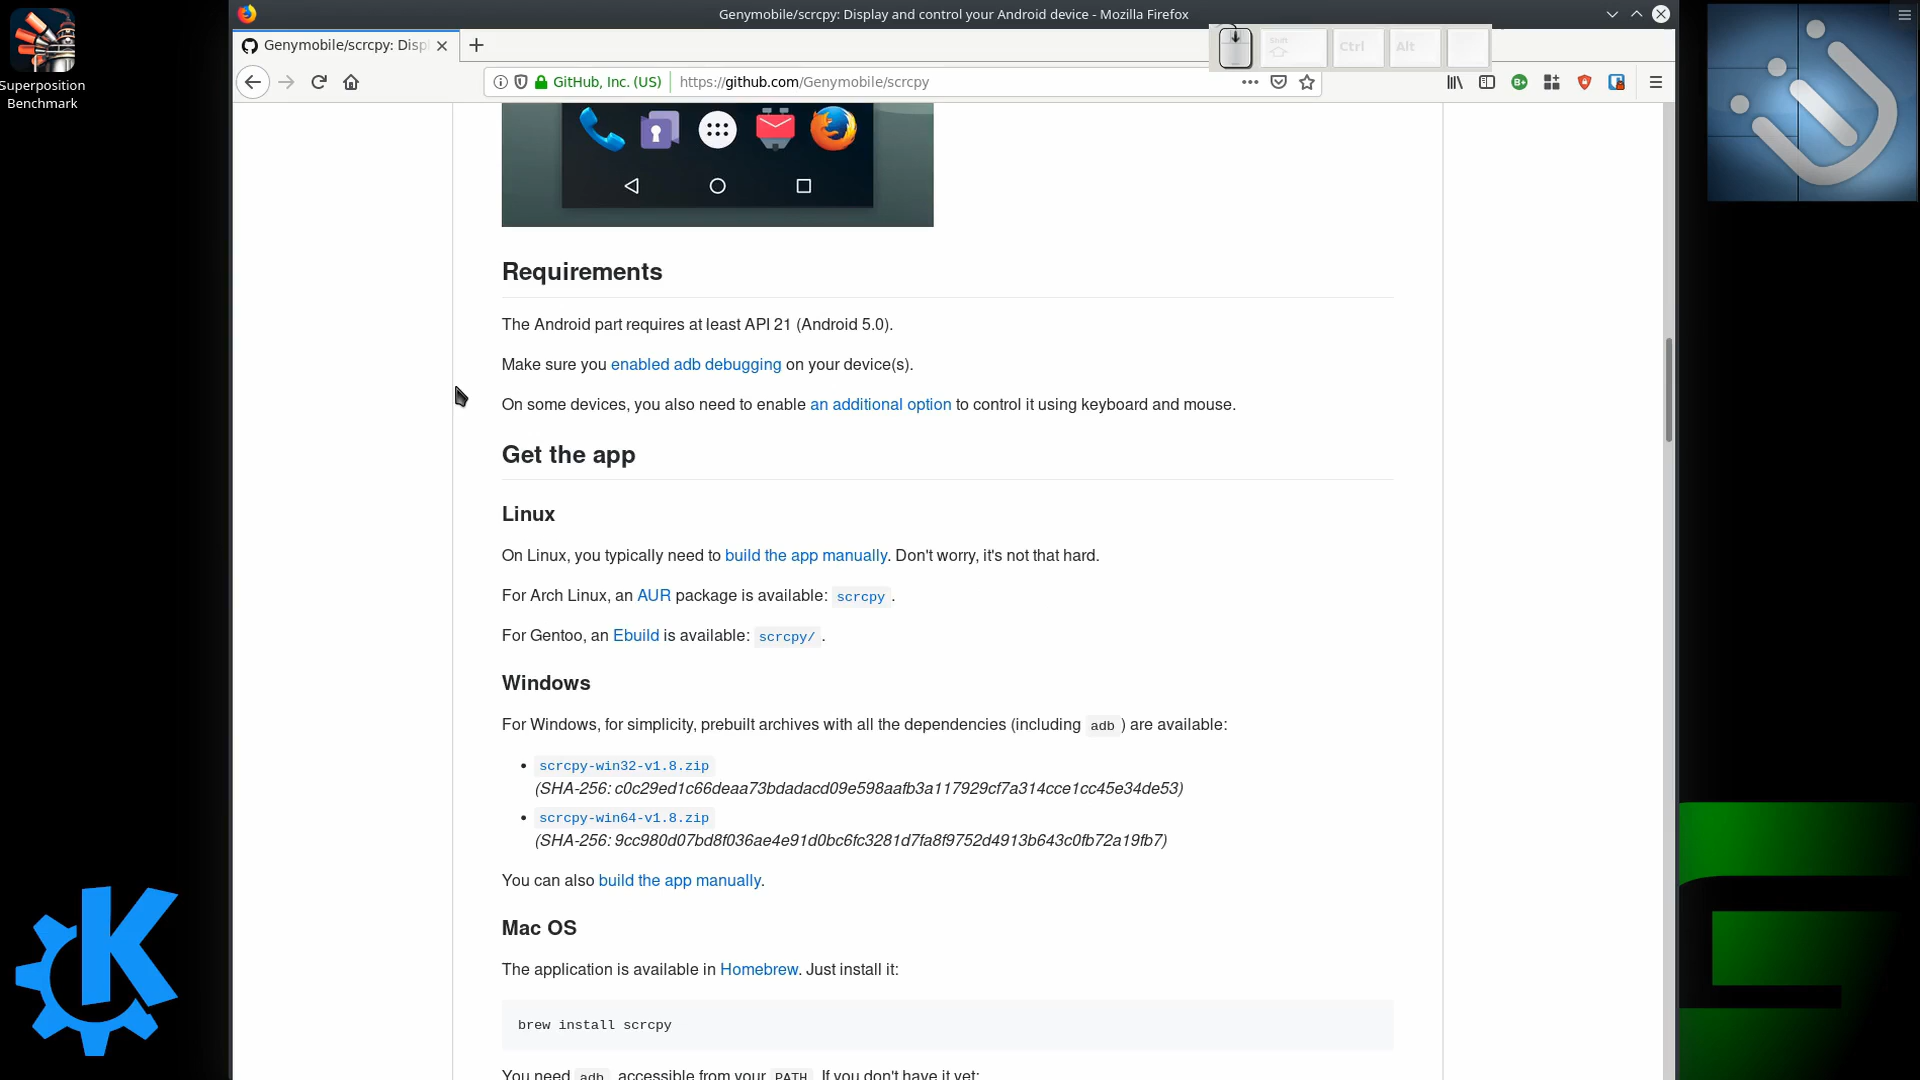 Superposition
Benchmark
Genymobile/scrcpy: Display and control your Android device - Mozilla Firefox
Genymobile/scrcpy: Disp
Shift
Ctrl
Alt
GitHub, Inc. (US)
https://github.com/Genymobile/scrcpy
Requirements
The Android part requires at least API 21 (Android 5.0).
Make sure you enabled adb debugging on your device(s).
On some devices, you also need to enable an additional option to control it using keyboard and mouse.
Get the app
Linux
On Linux, you typically need to build the app manually. Don't worry, it's not that hard.
For Arch Linux, an AUR package is available: scrcpy .
For Gentoo, an Ebuild is available: scrcpy/ .
Windows
For Windows, for simplicity, prebuilt archives with all the dependencies (including adb ) are available:
• scrcpy-win32-v1.8.zip
(SHA-256: c0c29ed1c66deaa73bdadacd09e598aafb3a117929cf7a314cce1cc45e34de53)
• scrcpy-win64-v1.8.zip
(SHA-256: 9cc980d07bd8f036ae4e91d0bc6fc3281d7fa8f9752d4913b643c0fb72a19fb7)
You can also build the app manually.
Mac OS
The application is available in Homebrew. Just install it:
brew install scrcpy
You need adb accessible from your PATH. If you don't have it yet: